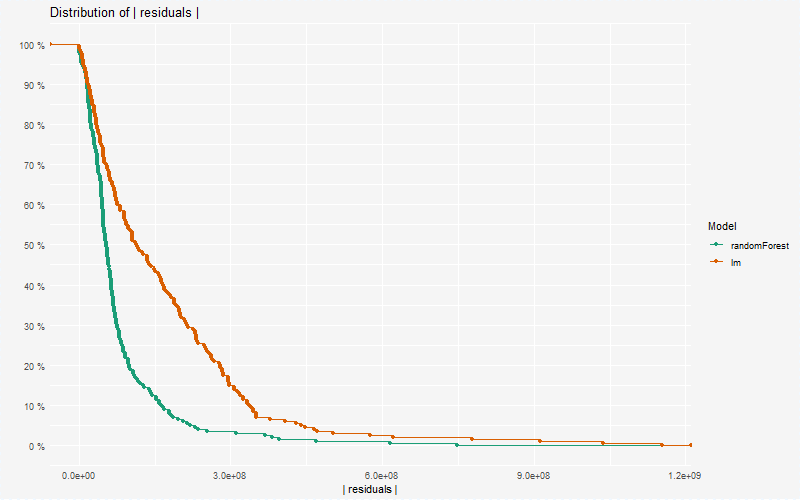 Distribution of | residuals |
100 %
90 %
80 %
70 %
60 %
50 %
40 %
30 %
20 %
10 %
0 %
0.0e+00 3.0e+08 6.0e+08 9.0e+08 1.2e+09
| residuals |
Model
randomForest
lm